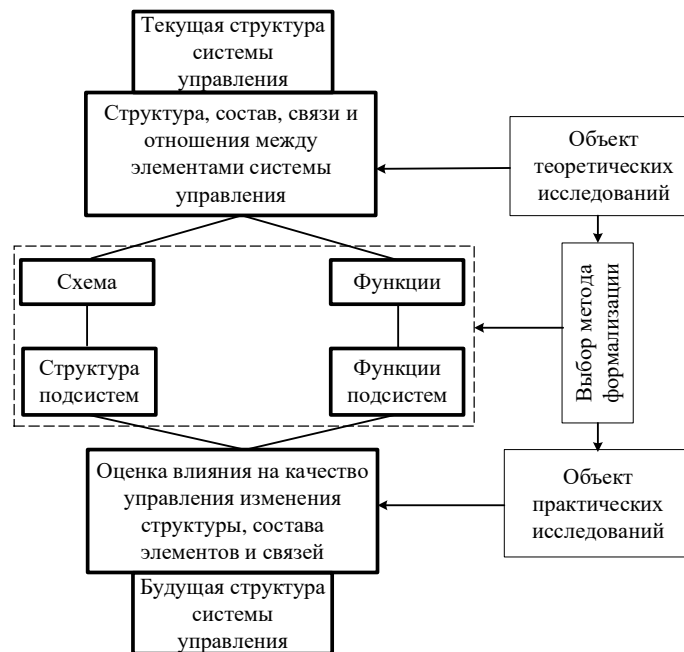 Текущая структура
системы
управления
Структура, состав, связи и
отношения между
элементами системы
управления
Объект
теоретических
исследований
Схема
Функции
Выбор метода
формализации
Структура
подсистем
Функции
подсистем
Оценка влияния на качество
управления изменения
структуры, состава
элементов и связей
Объект
практических
исследований
Будущая структура
системы
управления